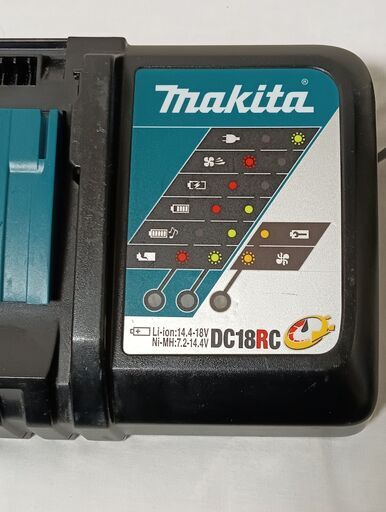 makita®
Li-ion:14.4-18V
Ni-MH:7.2-14.4V
DC18RC